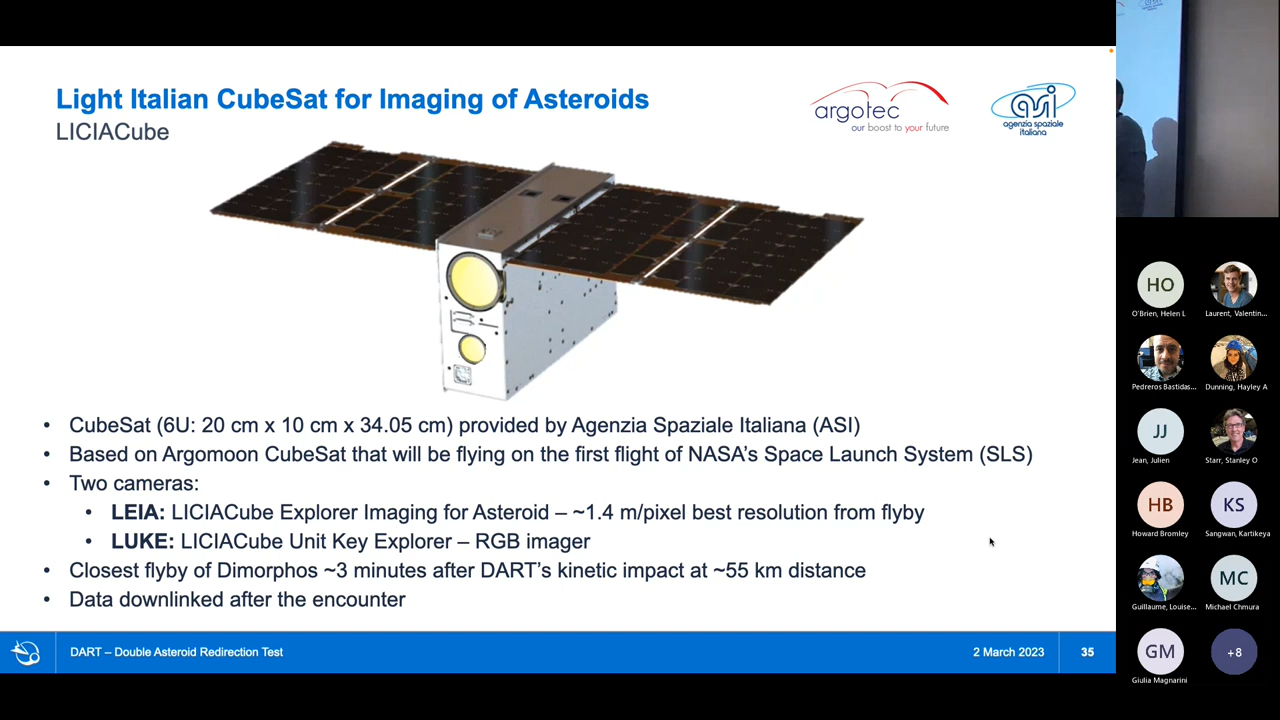 Light Italian CubeSat for Imaging of Asteroids
LICIACube
argotec
our boost to your future
asi
agenzia spaziale
italiana
• CubeSat (6U: 20 cm x 10 cm x 34.05 cm) provided by Agenzia Spaziale Italiana (ASI)
• Based on Argomoon CubeSat that will be flying on the first flight of NASA's Space Launch System (SLS)
• Two cameras:
• LEIA: LICIACube Explorer Imaging for Asteroid – ~1.4 m/pixel best resolution from flyby
• LUKE: LICIACube Unit Key Explorer – RGB imager
• Closest flyby of Dimorphos ~3 minutes after DART's kinetic impact at ~55 km distance
• Data downlinked after the encounter
DART – Double Asteroid Redirection Test
2 March 2023
35
HO
O'Brien, Helen L
Laurent, Valentin...
Pedreros Bastidas...
Dunning, Hayley A
JJ
Jean, Julien
Starr, Stanley O
HB
Howard Bromley
KS
Sangwan, Kartikeya
Guillaume, Louise...
MC
Michael Chmura
GM
Giulia Magnarini
+8